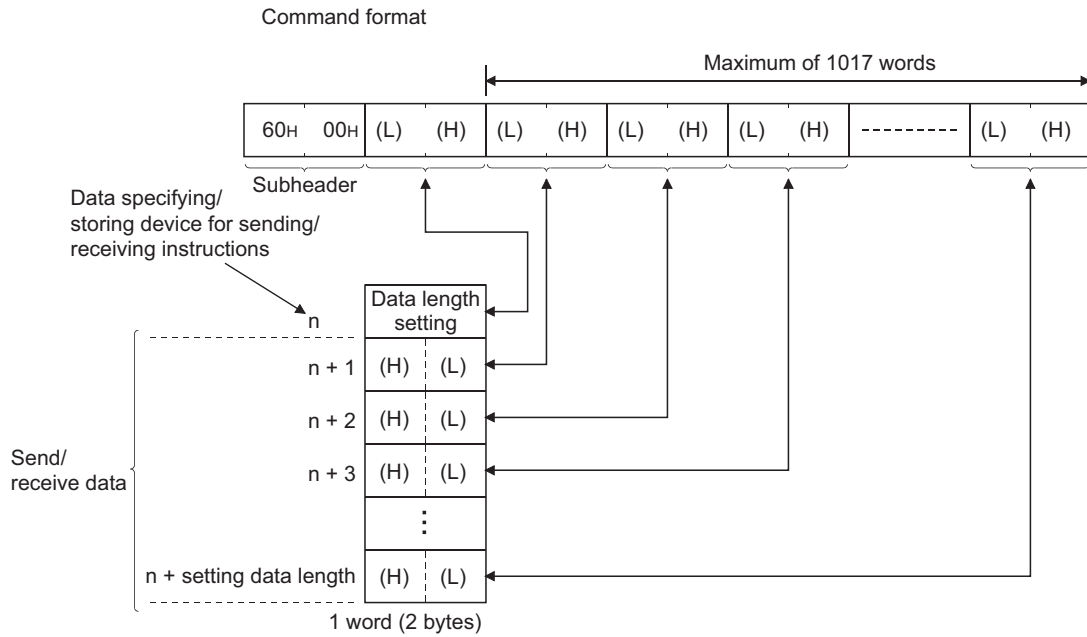 Command format
Maximum of 1017 words
60H 00H (L) (H) (L) (H) (L) (H) (L) (H) (L) (H)
Subheader
Data specifying/
storing device for sending/
receiving instructions
Data length
setting
n
n + 1 (H) (L)
n + 2 (H) (L)
n + 3 (H) (L)
Send/
receive data
n + setting data length (H) (L)
1 word (2 bytes)